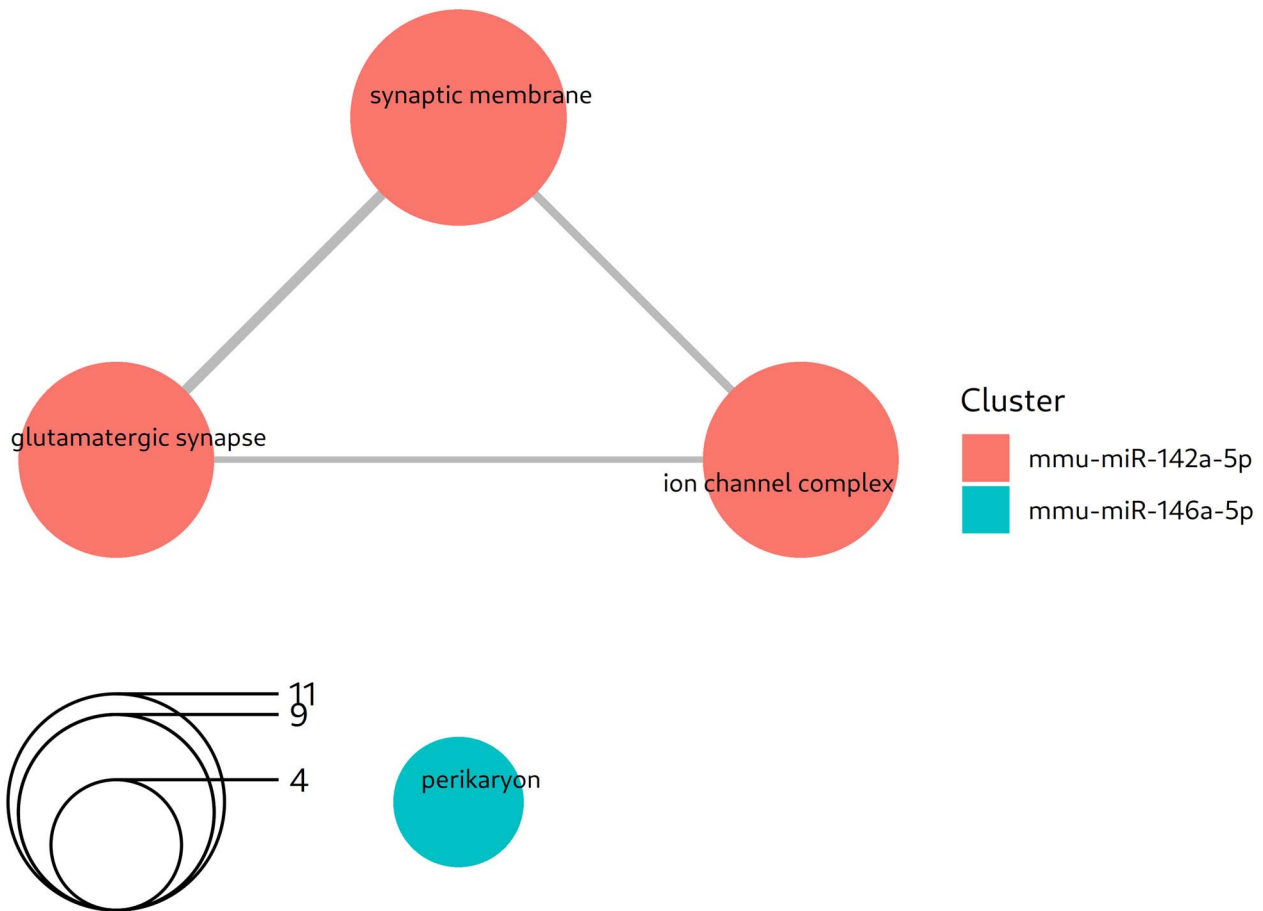 synaptic membrane
glutamatergic synapse
ion channel complex
Cluster
mmu-miR-142a-5p
mmu-miR-146a-5p
11
9
4
perikaryon